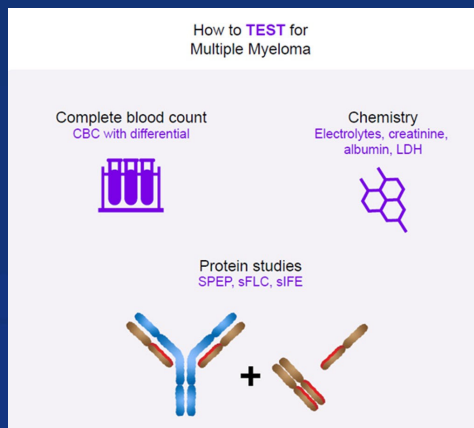 How to TEST for
Multiple Myeloma
Complete blood count
CBC with differential
Chemistry
Electrolytes, creatinine,
albumin, LDH
Protein studies
SPEP, sFLC, sIFE
+